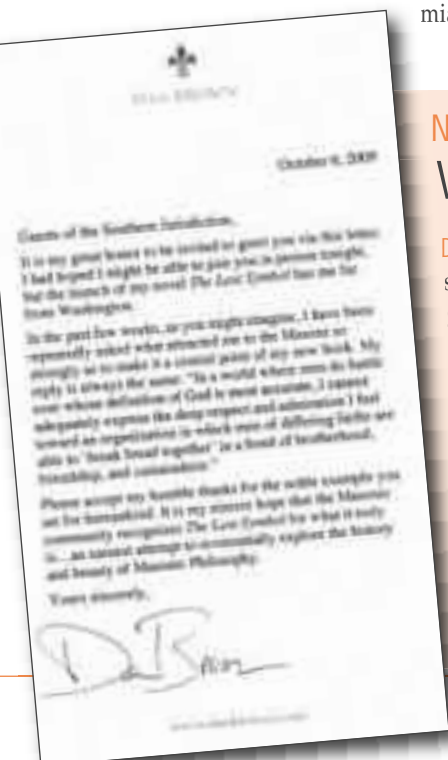 DAN BROWN
October 6, 2009
Guests of the Southern Jurisdiction,
It is my great honor to be invited to greet you via this letter.
I had hoped I might be able to join you in person tonight,
but the launch of my novel The Lost Symbol has me far
from Washington.
In the past few weeks, as you might imagine, I have been
repeatedly asked what attracted me to the Masons so
strongly as to make it a central point of my new book. My
reply is always the same: "In a world where men do battle
over whose definition of God is most accurate, I cannot
adequately express the deep respect and admiration I feel
toward an organization in which men of differing faiths are
able to 'break bread together' in a bond of brotherhood,
friendship, and camaraderie."
Please accept my humble thanks for the noble example you
set for humankind. It is my sincere hope that the Masonic
community recognizes The Lost Symbol for what it truly
is... an earnest attempt to reverentially explore the history
and beauty of Masonic Philosophy.
Yours sincerely,
Dan Brown
mia
N
D
s